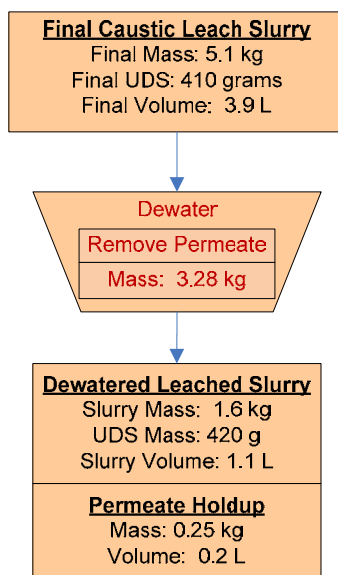 Final Caustic Leach Slurry
Final Mass: 5.1 kg
Final UDS: 410 grams
Final Volume: 3.9 L
Dewater
Remove Permeate
Mass: 3.28 kg
Dewatered Leached Slurry
Slurry Mass: 1.6 kg
UDS Mass: 420 g
Slurry Volume: 1.1 L
Permeate Holdup
Mass: 0.25 kg
Volume: 0.2 L